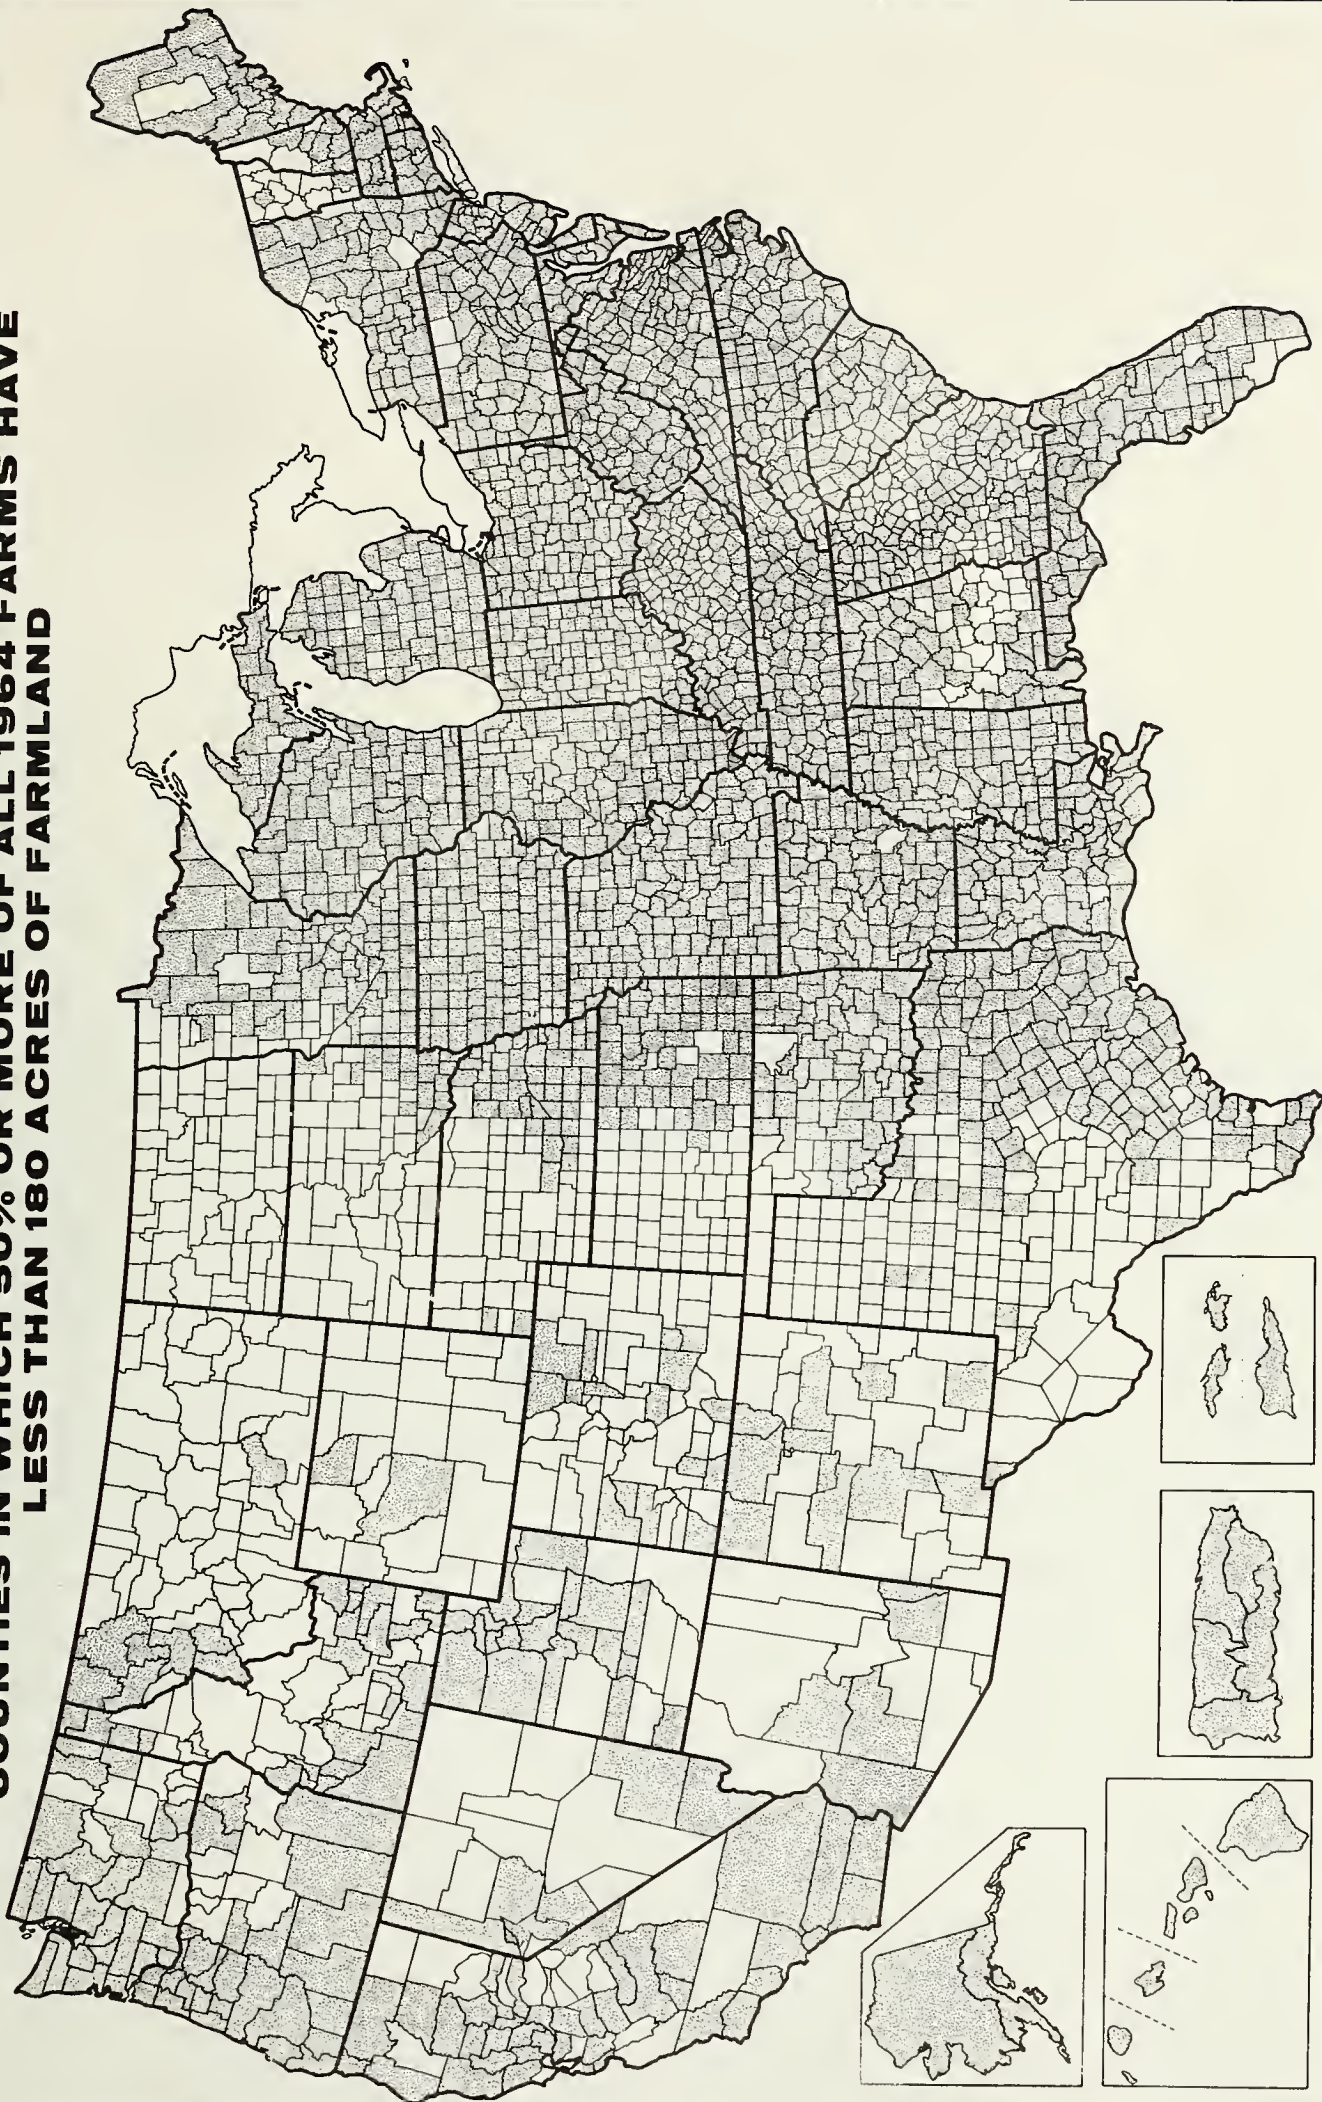 COUNTIES IN WHICH 50% OR MORE OF ALL 1964 FARMS HAVE
LESS THAN 180 ACRES OF FARMLAND